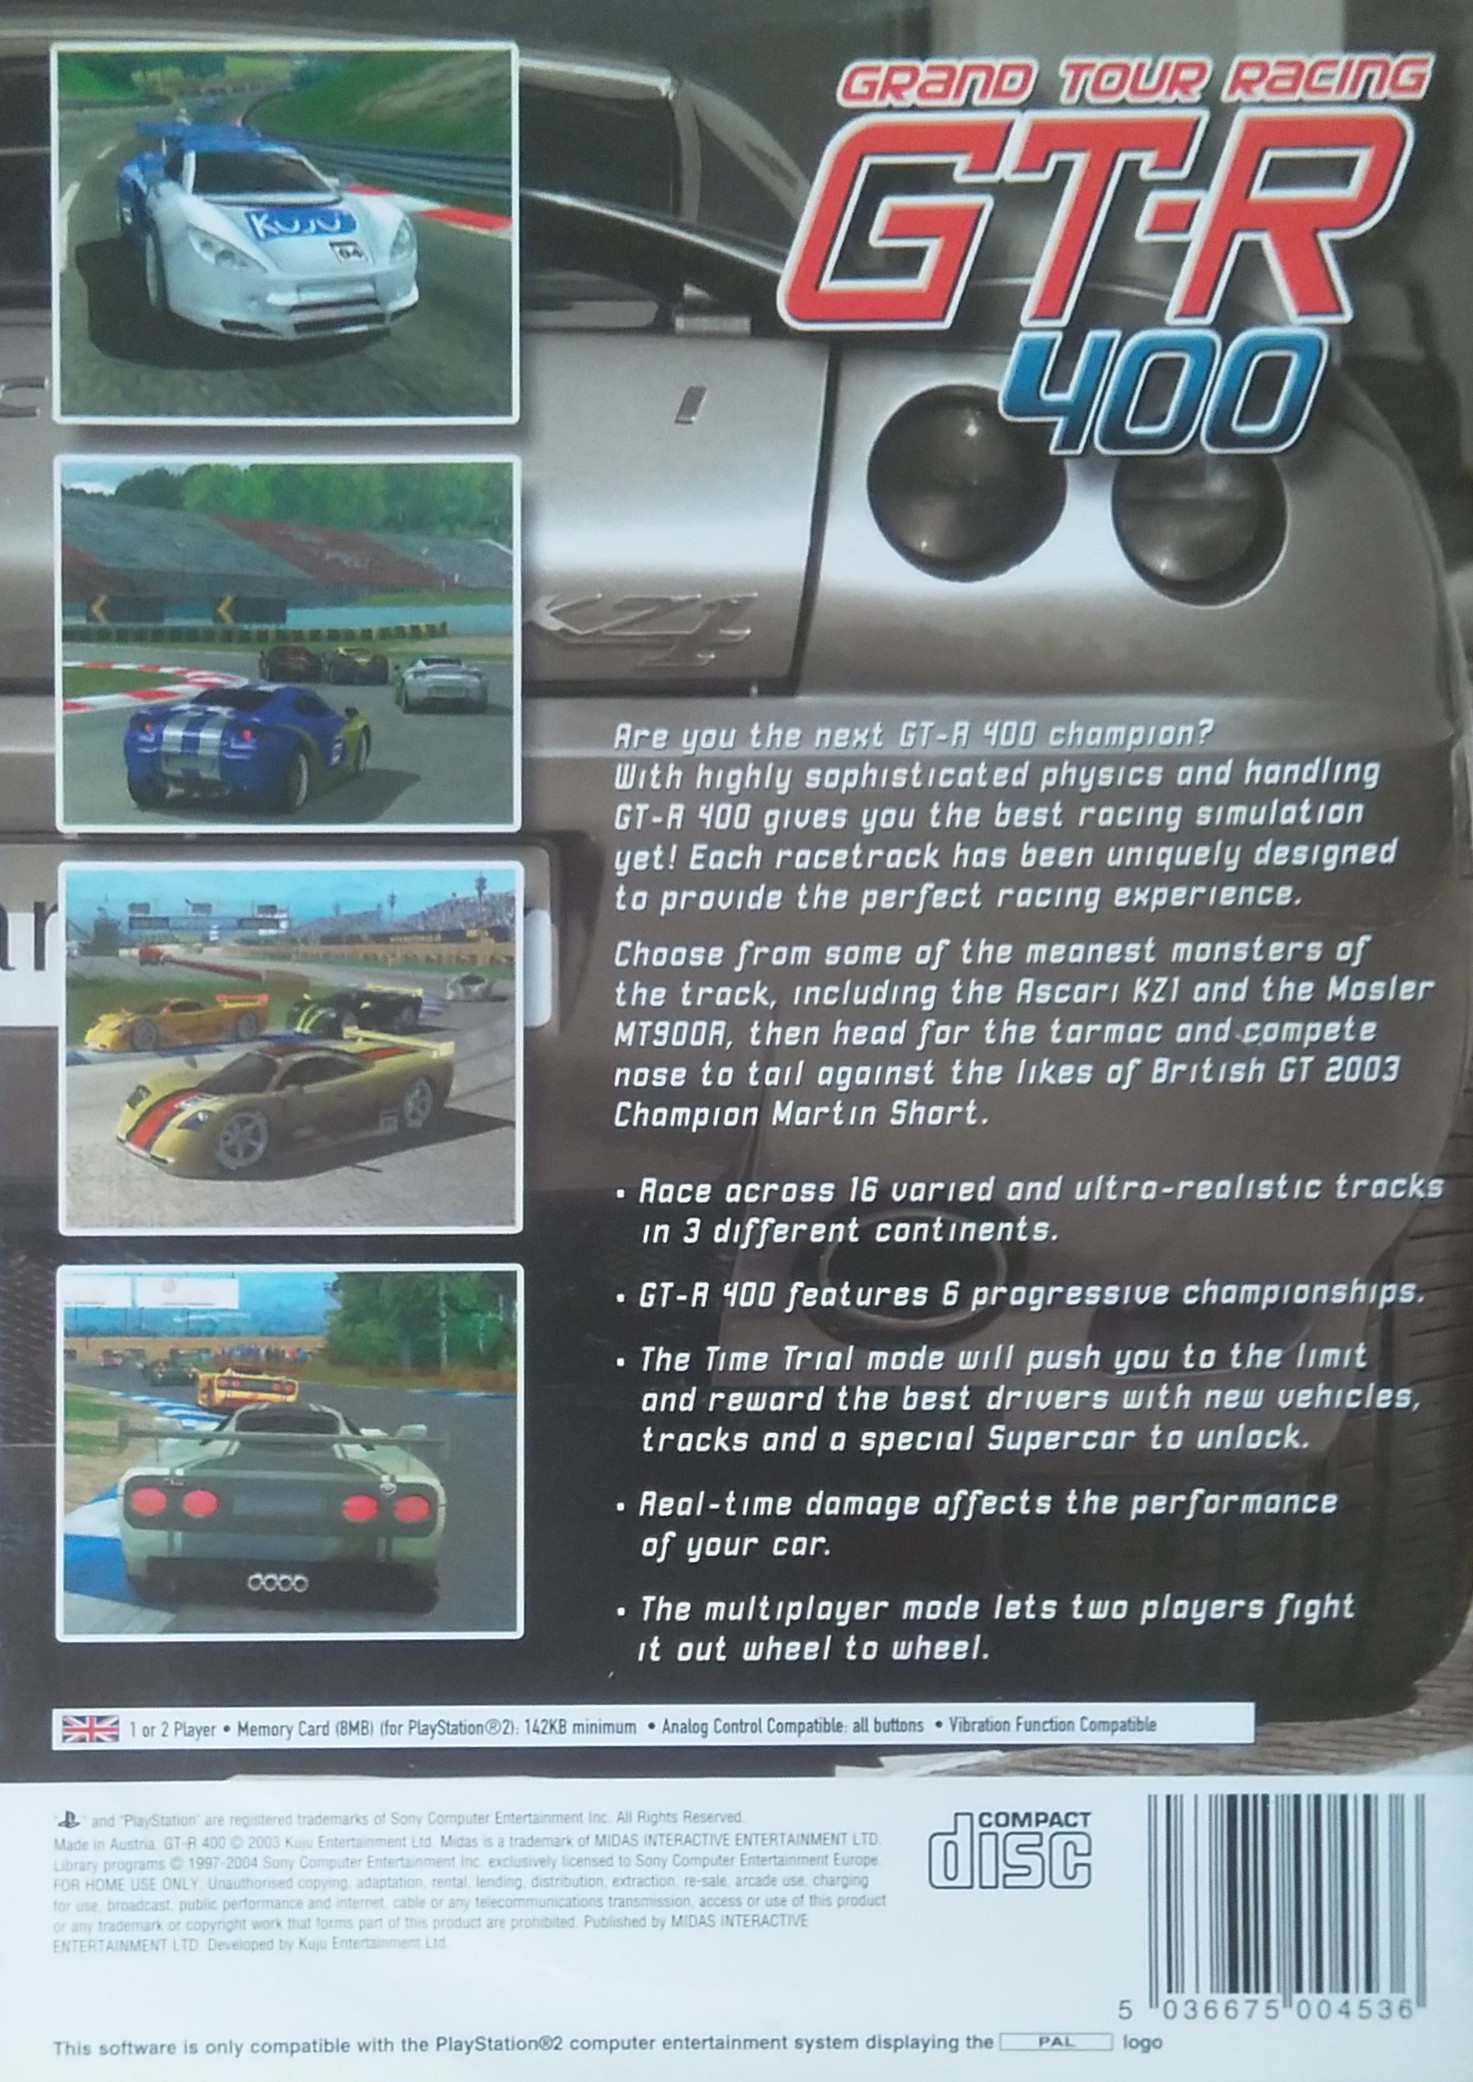 GRAND TOUR RACING
GT-R
400
KUJU
04
KZ1
Are you the next GT-R 400 champion?
With highly sophisticated physics and handling
GT-R 400 gives you the best racing simulation
yet! Each racetrack has been uniquely designed
to provide the perfect racing experience.
Choose from some of the meanest monsters of
the track, including the Ascari KZ1 and the Mosler
MT900R, then head for the tarmac and compete
nose to tail against the likes of British GT 2003
Champion Martin Short.
• Race across 16 varied and ultra-realistic tracks
in 3 different continents.
• GT-R 400 features 6 progressive championships.
• The Time Trial mode will push you to the limit
and reward the best drivers with new vehicles,
tracks and a special Supercar to unlock.
• Real-time damage affects the performance
of your car.
• The multiplayer mode lets two players fight
it out wheel to wheel.
1 or 2 Player • Memory Card (8MB) (for PlayStation®2): 142KB minimum • Analog Control Compatible: all buttons • Vibration Function Compatible
" " and "PlayStation" are registered trademarks of Sony Computer Entertainment Inc. All Rights Reserved.
Made in Austria. GT-R 400 © 2003 Kuju Entertainment Ltd. Midas is a trademark of MIDAS INTERACTIVE ENTERTAINMENT LTD.
Library programs © 1997-2004 Sony Computer Entertainment Inc. exclusively licensed to Sony Computer Entertainment Europe.
FOR HOME USE ONLY. Unauthorised copying, adaptation, rental, lending, distribution, extraction, re-sale, arcade use, charging
for use, broadcast, public performance and internet, cable or any telecommunications transmission, access or use of this product
or any trademark or copyright work that forms part of this product are prohibited. Published by MIDAS INTERACTIVE
ENTERTAINMENT LTD. Developed by Kuju Entertainment Ltd.
COMPACT
disc
5 036675 004536
This software is only compatible with the PlayStation®2 computer entertainment system displaying the PAL logo